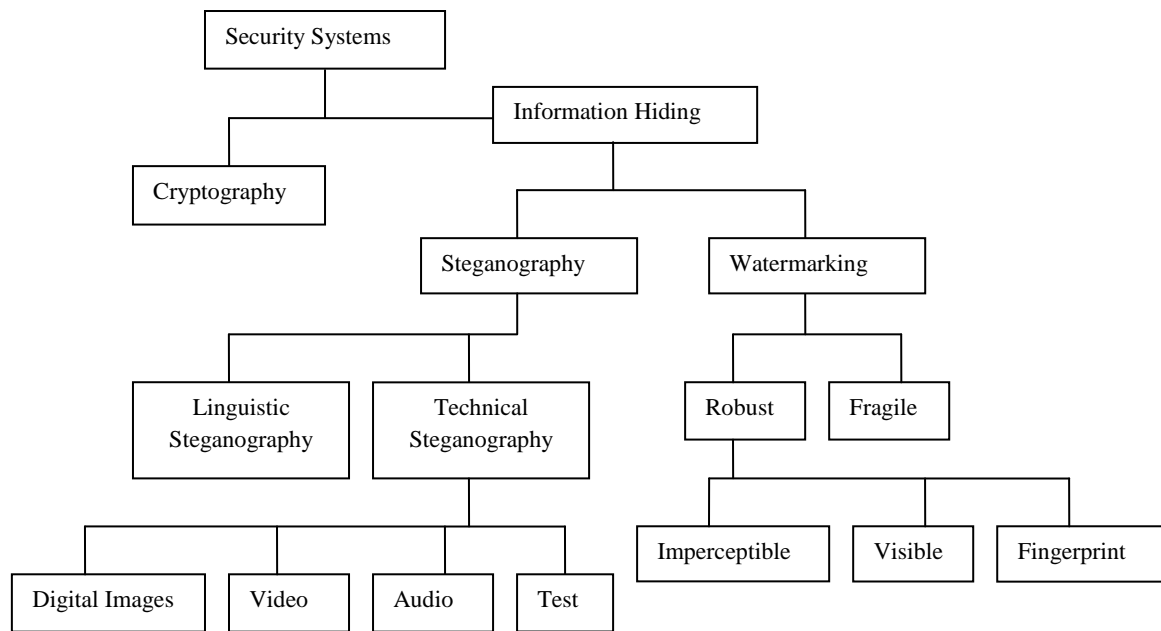 Security Systems
Information Hiding
Cryptography
Steganography
Watermarking
Linguistic
Steganography
Technical
Steganography
Robust
Fragile
Imperceptible
Visible
Fingerprint
Digital Images
Video
Audio
Test